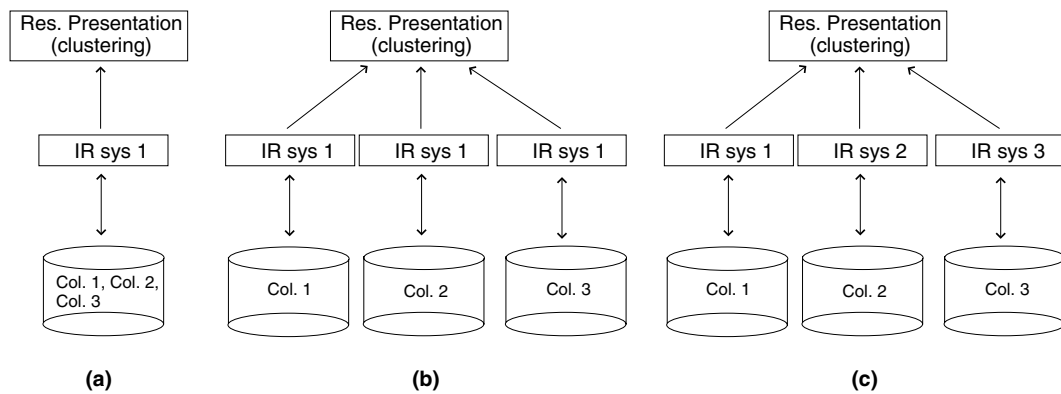 Res. Presentation
(clustering)
IR sys 1
Col. 1, Col. 2,
Col. 3
(a)
Res. Presentation
(clustering)
IR sys 1
IR sys 1
IR sys 1
Col. 1
Col. 2
Col. 3
(b)
Res. Presentation
(clustering)
IR sys 1
IR sys 2
IR sys 3
Col. 1
Col. 2
Col. 3
(c)